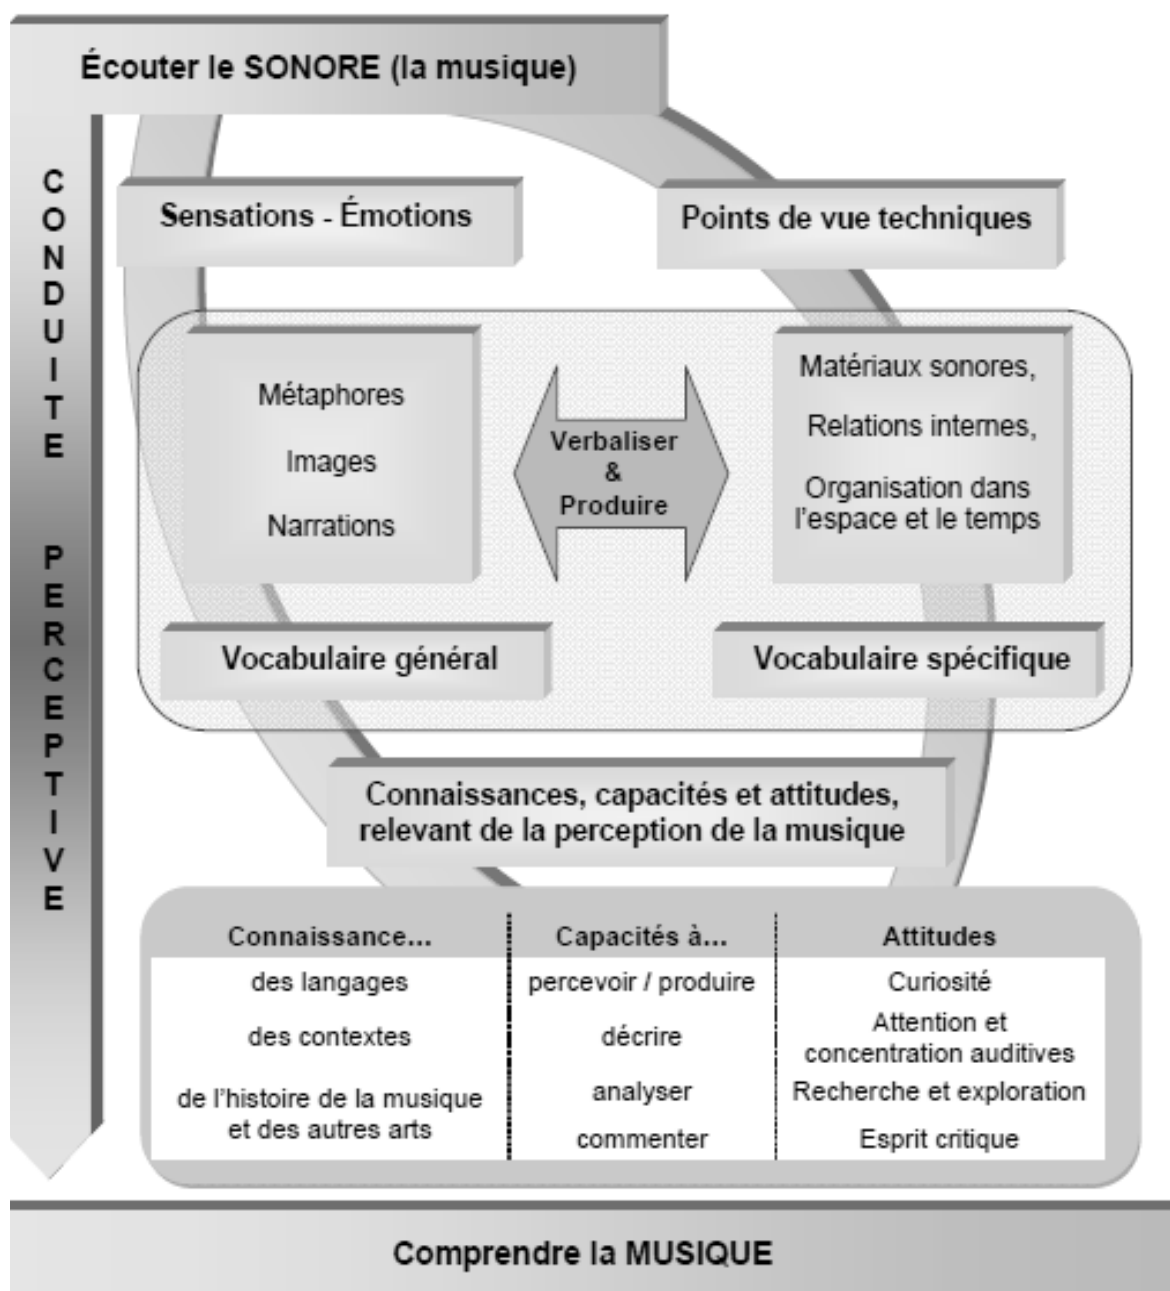 Écouter le SONORE (la musique)
CONDUITE PERCEPTIVE
Sensations - Émotions
Points de vue techniques
Métaphores
Images
Narrations
Verbaliser
&
Produire
Matériaux sonores,
Relations internes,
Organisation dans
l'espace et le temps
Vocabulaire général
Vocabulaire spécifique
Connaissances, capacités et attitudes,
relevant de la perception de la musique
Connaissance...
des langages
des contextes
de l'histoire de la musique
et des autres arts
Capacités à...
percevoir / produire
décrire
analyser
commenter
Attitudes
Curiosité
Attention et
concentration auditives
Recherche et exploration
Esprit critique
Comprendre la MUSIQUE